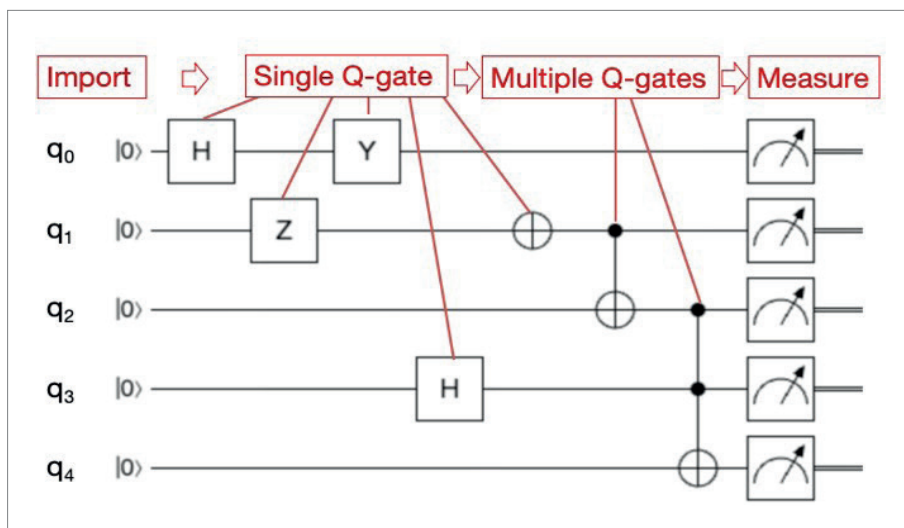 Import Single Q-gate Multiple Q-gates Measure
q0 |0⟩ H Y
q1 |0⟩ Z
q2 |0⟩
q3 |0⟩ H
q4 |0⟩